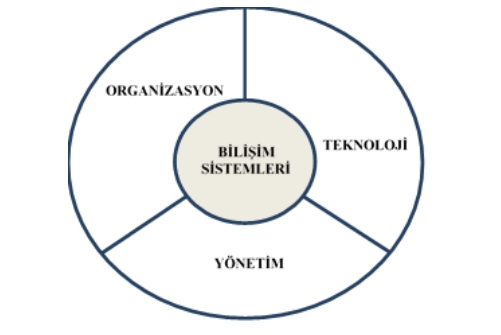 ORGANİZASYON
TEKNOLOJİ
BİLİŞİM
SİSTEMLERİ
YÖNETİM